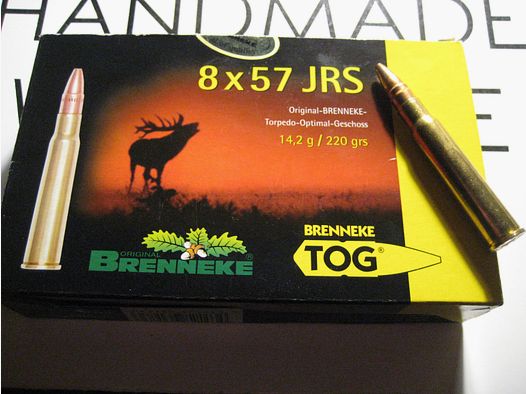 HANDMADE
8 x 57 JRS
Original-BRENNEKE-
Torpedo-Optimal-Geschoss
14,2 g / 220 grs
ORIGINAL
BRENNEKE®
BRENNEKE
TOG®